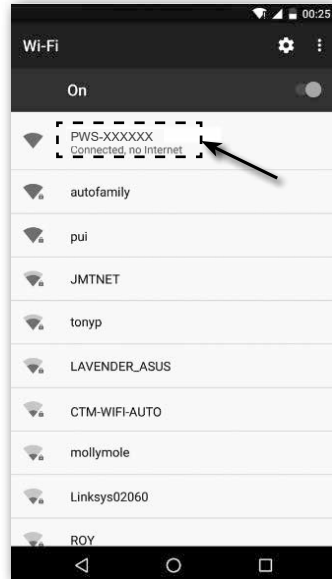 00:25
Wi-Fi
On
PWS-XXXXXX
Connected, no Internet
autofamily
pui
JMTNET
tonyp
LAVENDER_ASUS
CTM-WIFI-AUTO
mollymole
Linksys02060
ROY